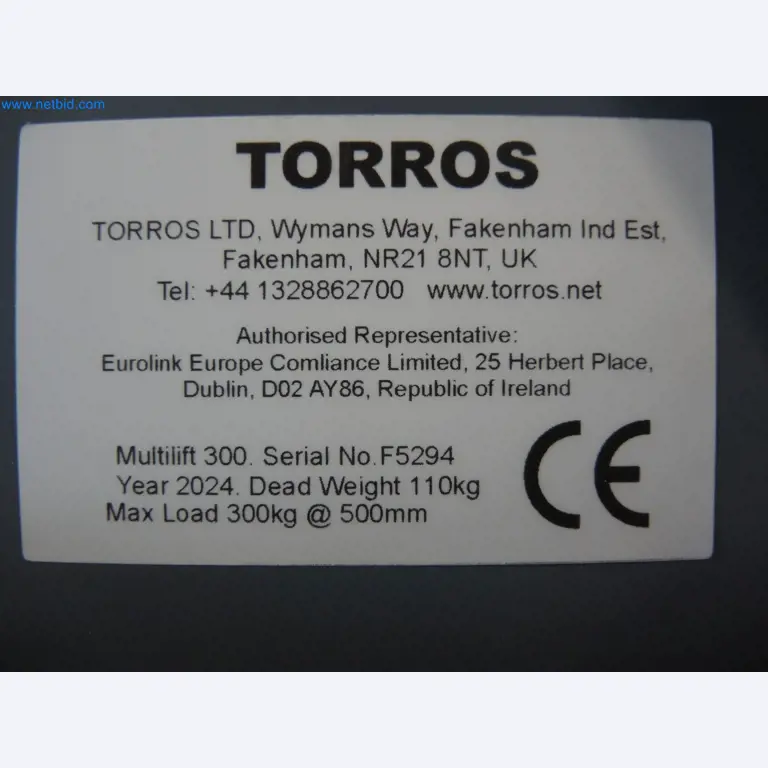 www.netbid.com
TORROS
TORROS LTD, Wymans Way, Fakenham Ind Est,
Fakenham, NR21 8NT, UK
Tel: +44 1328862700 www.torros.net
Authorised Representative:
Eurolink Europe Comliance Limited, 25 Herbert Place,
Dublin, D02 AY86, Republic of Ireland
Multilift 300. Serial No.F5294
Year 2024. Dead Weight 110kg
Max Load 300kg @ 500mm
CE